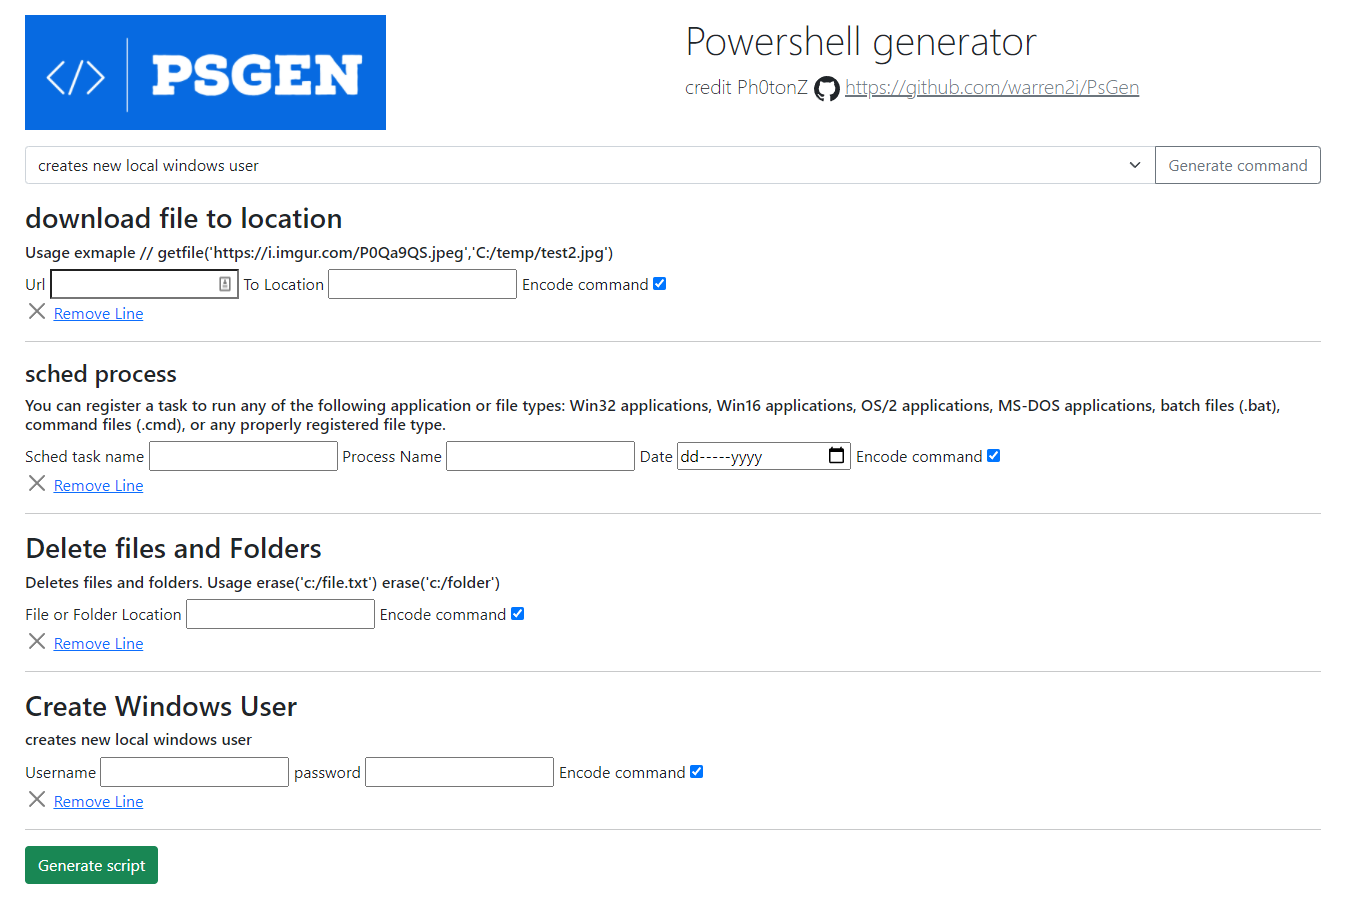 </> PSGEN
Powershell generator
credit Ph0tonZ https://github.com/warren2i/PsGen
creates new local windows user
Generate command
download file to location
Usage exmaple // getfile('https://i.imgur.com/P0Qa9QS.jpeg','C:/temp/test2.jpg')
Url To Location Encode command
Remove Line
sched process
You can register a task to run any of the following application or file types: Win32 applications, Win16 applications, OS/2 applications, MS-DOS applications, batch files (.bat),
command files (.cmd), or any properly registered file type.
Sched task name Process Name Date dd-----yyyy Encode command
Remove Line
Delete files and Folders
Deletes files and folders. Usage erase('c:/file.txt') erase('c:/folder')
File or Folder Location Encode command
Remove Line
Create Windows User
creates new local windows user
Username password Encode command
Remove Line
Generate script